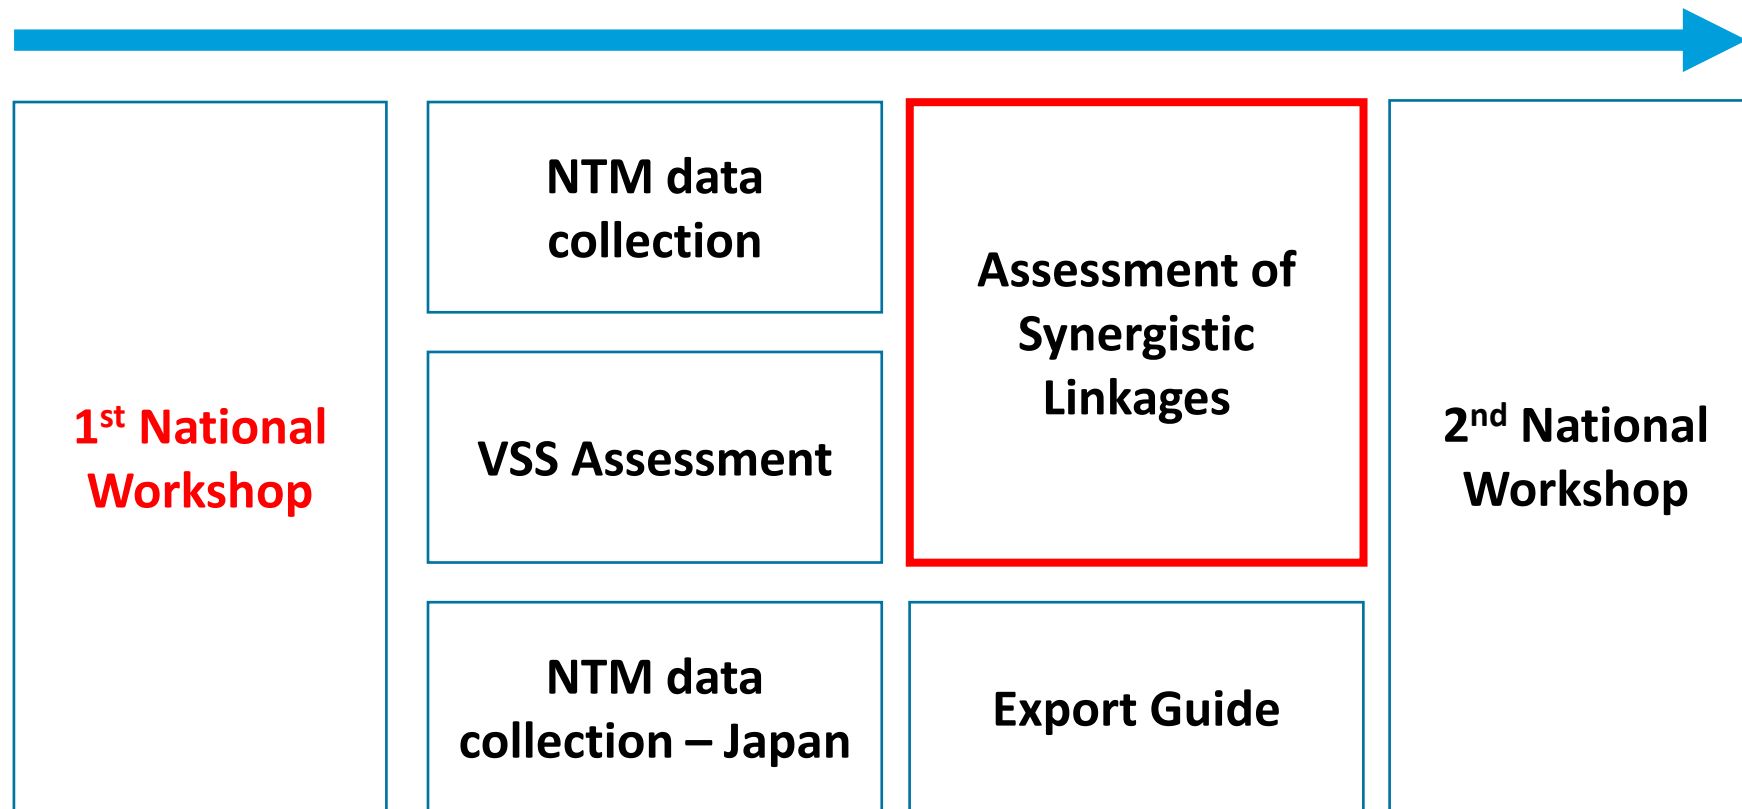 1st National
Workshop
NTM data
collection
VSS Assessment
NTM data
collection – Japan
Assessment of
Synergistic
Linkages
Export Guide
2nd National
Workshop